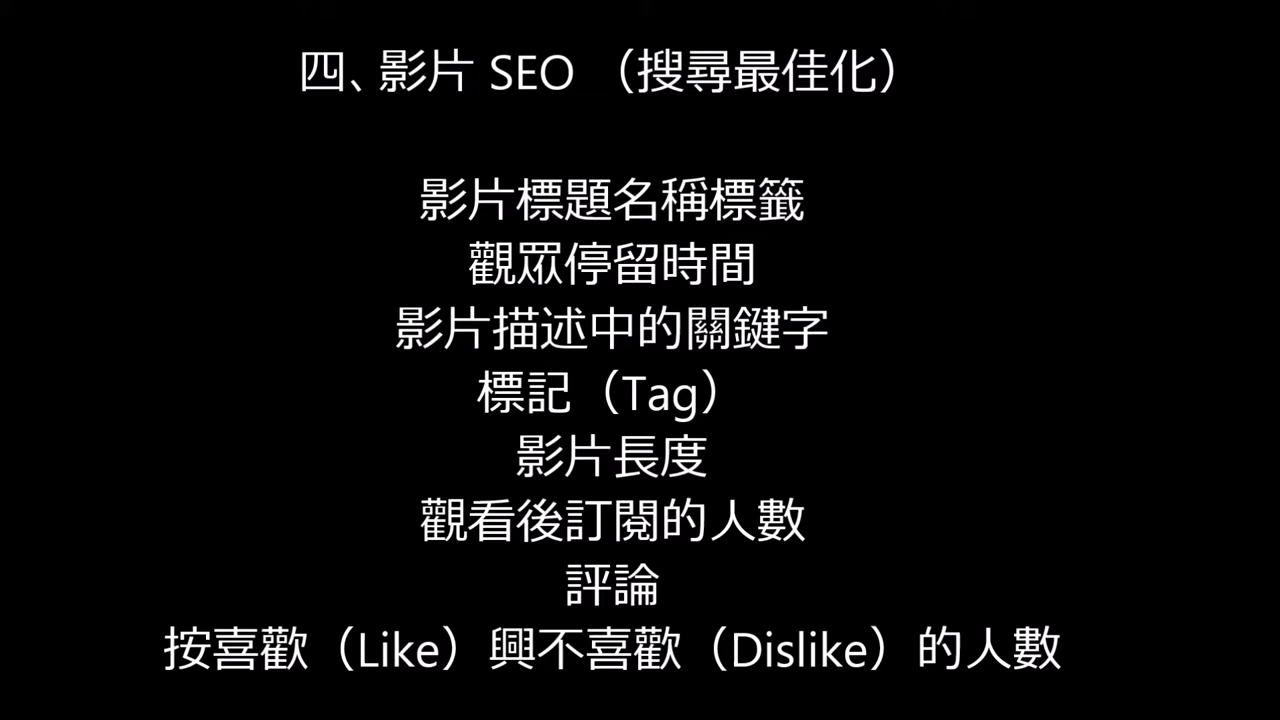 四、影片 SEO （搜尋最佳化）
影片標題名稱標籤
觀眾停留時間
影片描述中的關鍵字
標記（Tag）
影片長度
觀看後訂閱的人數
評論
按喜歡（Like）興不喜歡（Dislike）的人數